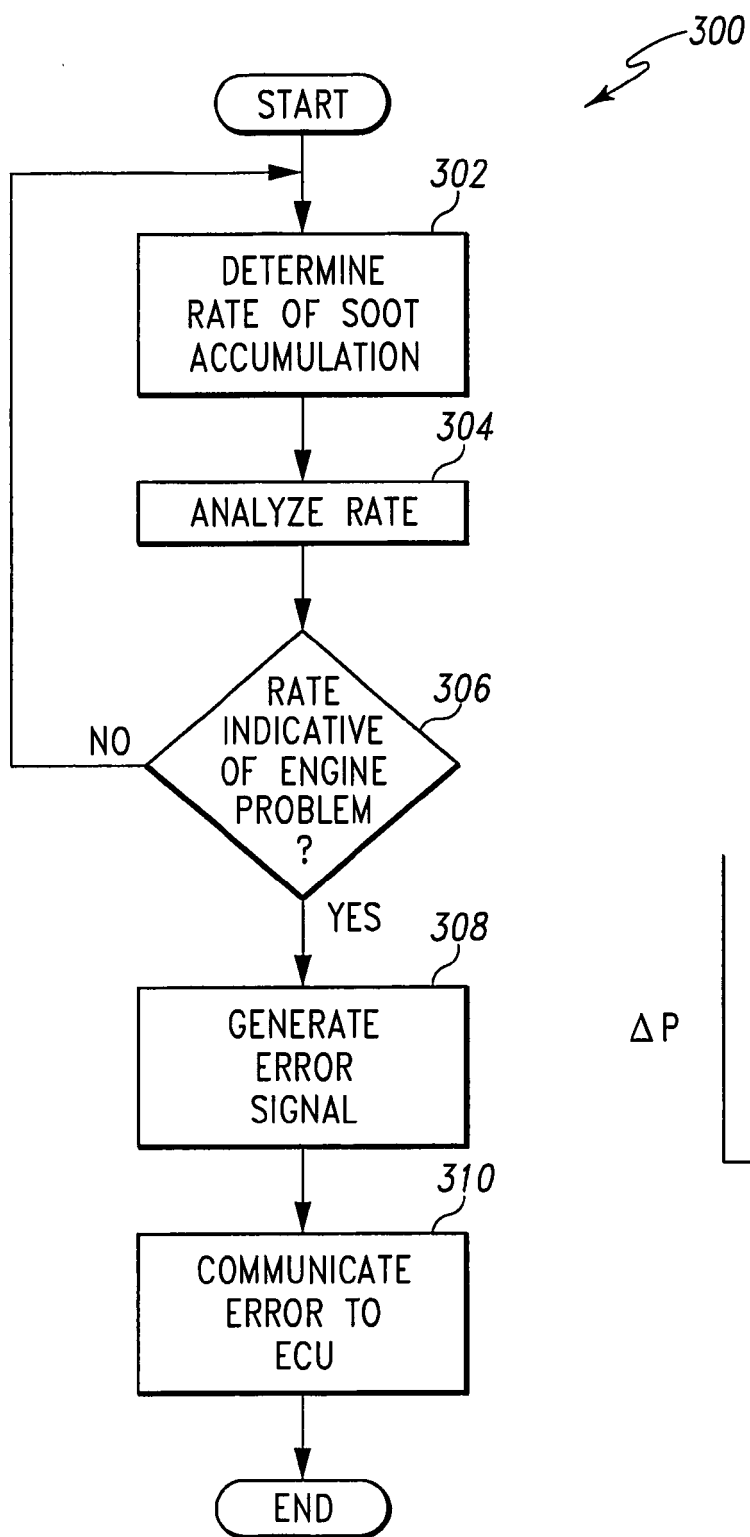 300
START
302
DETERMINE
RATE OF SOOT
ACCUMULATION
304
ANALYZE RATE
306
RATE
INDICATIVE
OF ENGINE
PROBLEM
?
NO
YES
308
GENERATE
ERROR
SIGNAL
ΔP
310
COMMUNICATE
ERROR TO
ECU
END